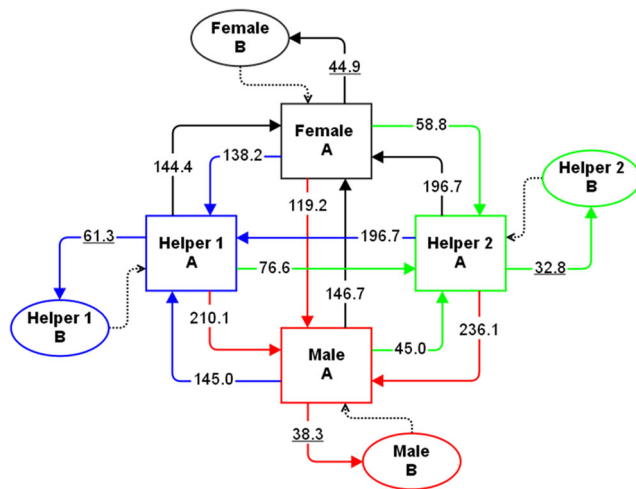 Female
B
44.9
Female
A
58.8
144.4
138.2
196.7
Helper 2
B
119.2
61.3
Helper 1
A
196.7
Helper 2
A
76.6
32.8
Helper 1
B
210.1
146.7
236.1
Male
A
45.0
145.0
38.3
Male
B